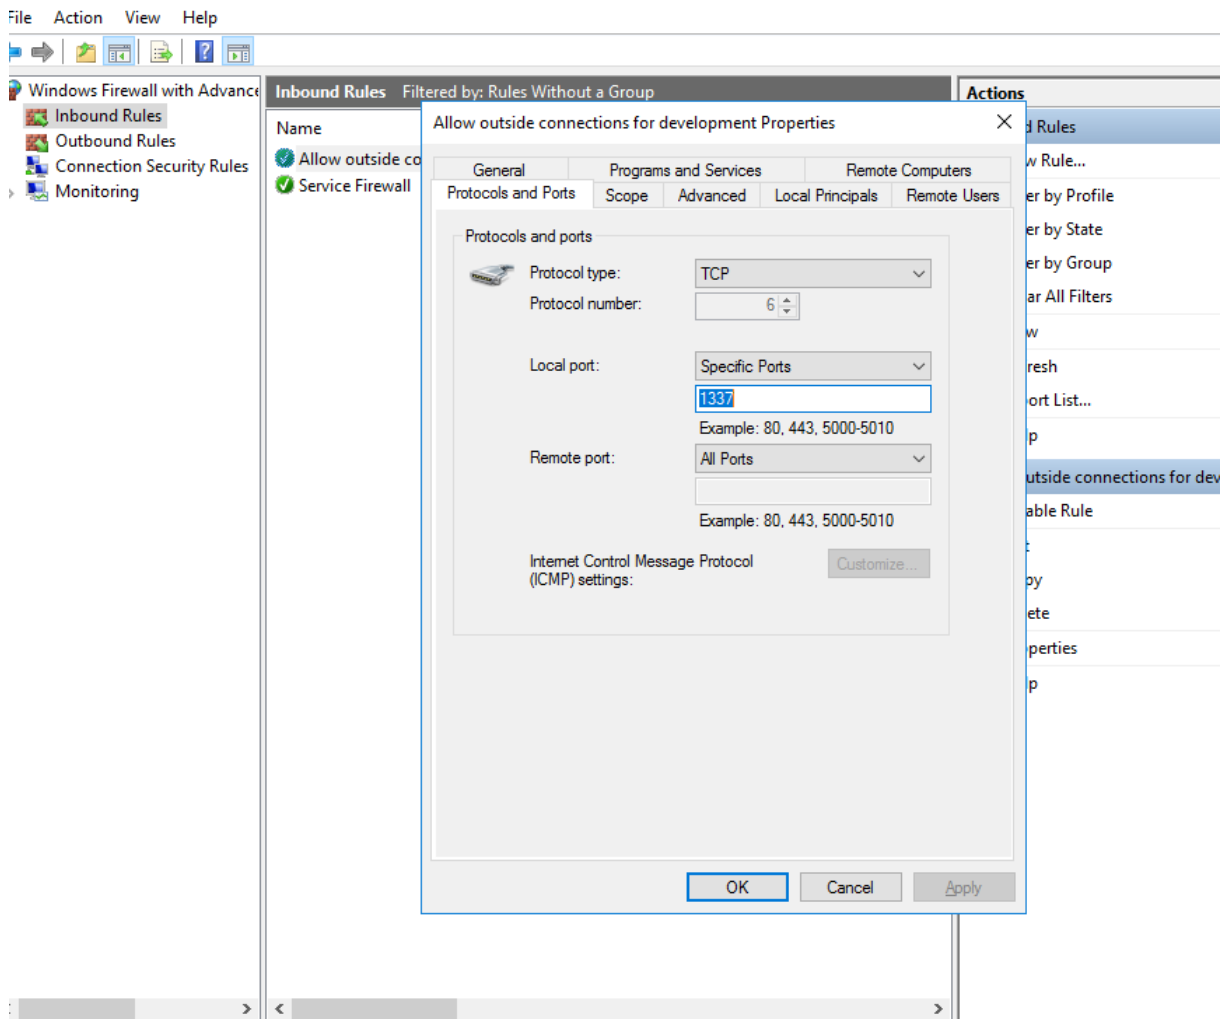 File Action View Help
Windows Firewall with Advance
Inbound Rules
Outbound Rules
Connection Security Rules
Monitoring
Inbound Rules Filtered by: Rules Without a Group
Name
Allow outside co
Service Firewall
Allow outside connections for development Properties
General Programs and Services Remote Computers
Protocols and Ports Scope Advanced Local Principals Remote Users
Protocols and ports
Protocol type: TCP
Protocol number: 6
Local port: Specific Ports
1337
Example: 80, 443, 5000-5010
Remote port: All Ports
Example: 80, 443, 5000-5010
Internet Control Message Protocol
(ICMP) settings:
Customize...
OK Cancel Apply
Actions
d Rules
w Rule...
er by Profile
er by State
er by Group
ar All Filters
w
resh
ort List...
lp
utside connections for dev
able Rule
t
py
ete
perties
lp